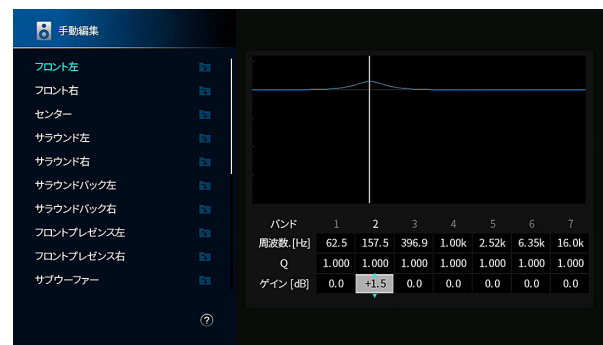 手動編集
フロント左
フロント右
センター
サラウンド左
サラウンド右
サラウンドバック左
サラウンドバック右
フロントプレゼンス左
フロントプレゼンス右
サブウーファー
?
バンド 1 2 3 4 5 6 7
周波数.[Hz] 62.5 157.5 396.9 1.00k 2.52k 6.35k 16.0k
Q 1.000 1.000 1.000 1.000 1.000 1.000 1.000
ゲイン [dB] 0.0 +1.5 0.0 0.0 0.0 0.0 0.0